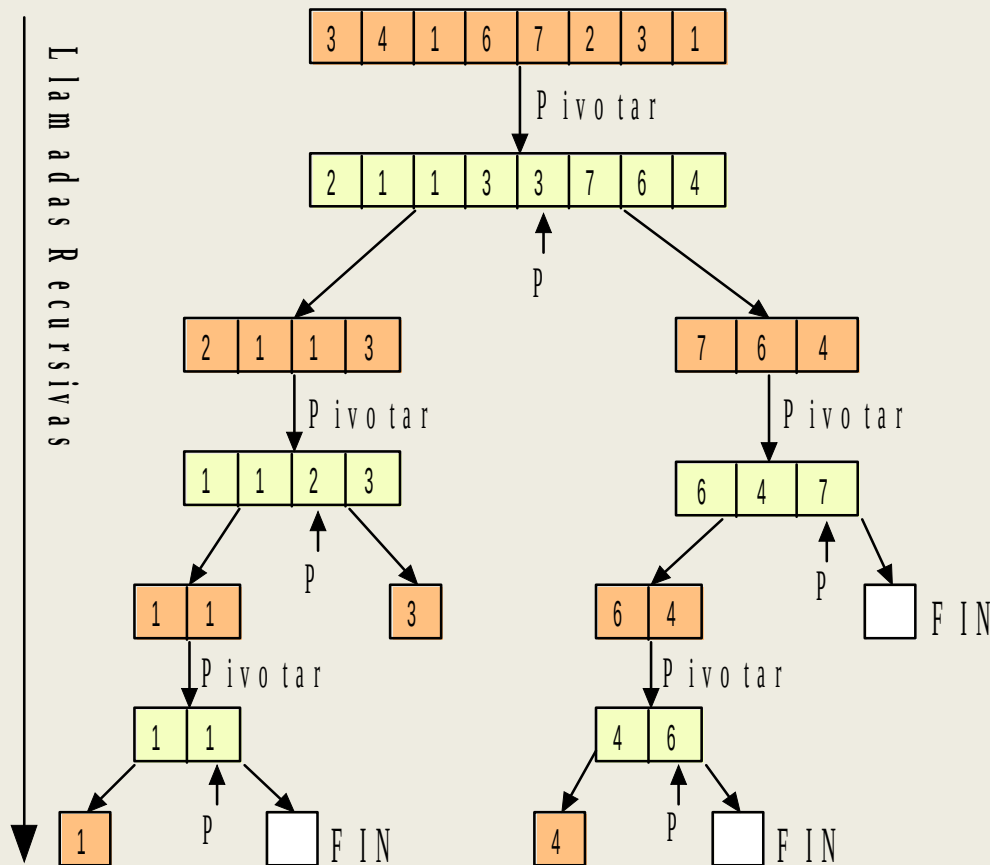 Llamadas Recursivas
3 4 1 6 7 2 3 1
Pivotar
2 1 1 3 3 7 6 4
P
2 1 1 3
7 6 4
Pivotar
Pivotar
1 1 2 3
6 4 7
P
P
1 1
3
6 4
FIN
Pivotar
Pivotar
1 1
4 6
P
P
1
FIN
4
FIN